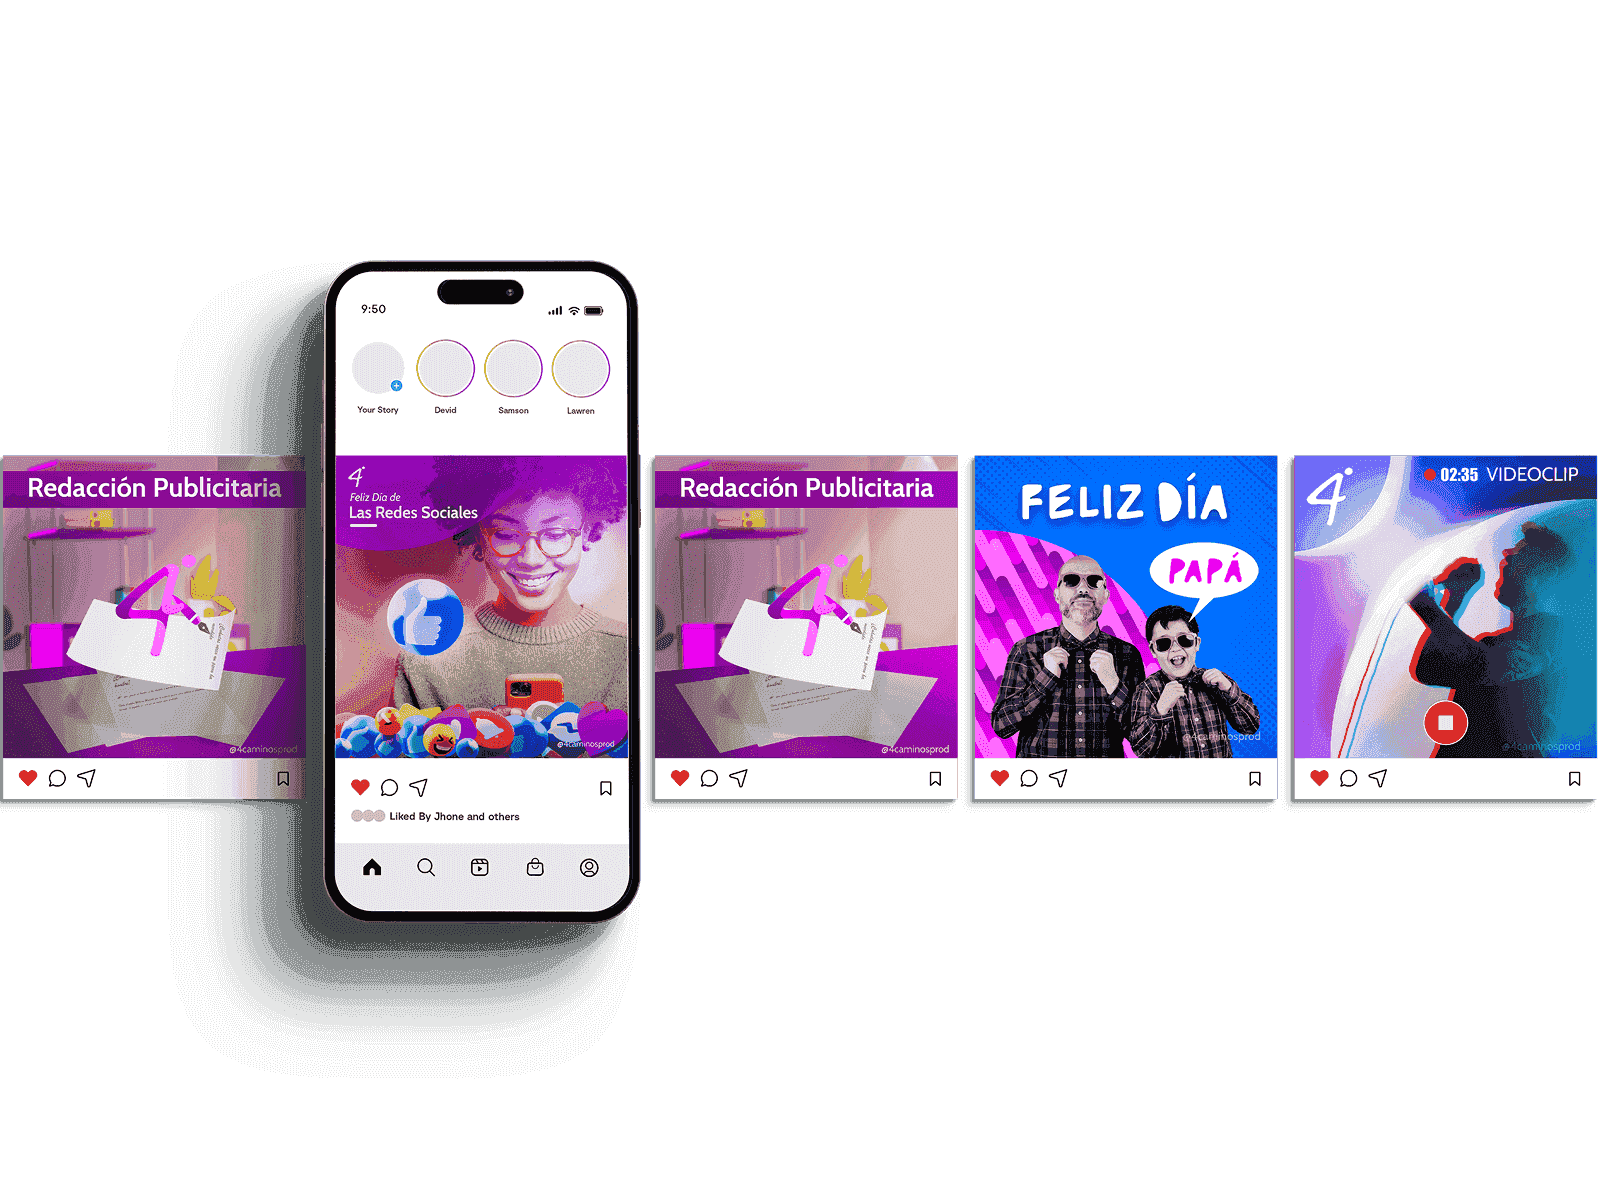 Redacción Publicitaria
@4caminosprod
9:50
Your Story
Devid
Samson
Lawren
4
Feliz Dia de
Las Redes Sociales
@4caminosprod
Liked By Jhone and others
Redacción Publicitaria
@4caminosprod
FELIZ DÍA
PAPÁ
@4caminosprod
4
02:35 VIDEOCLIP
@4caminosprod